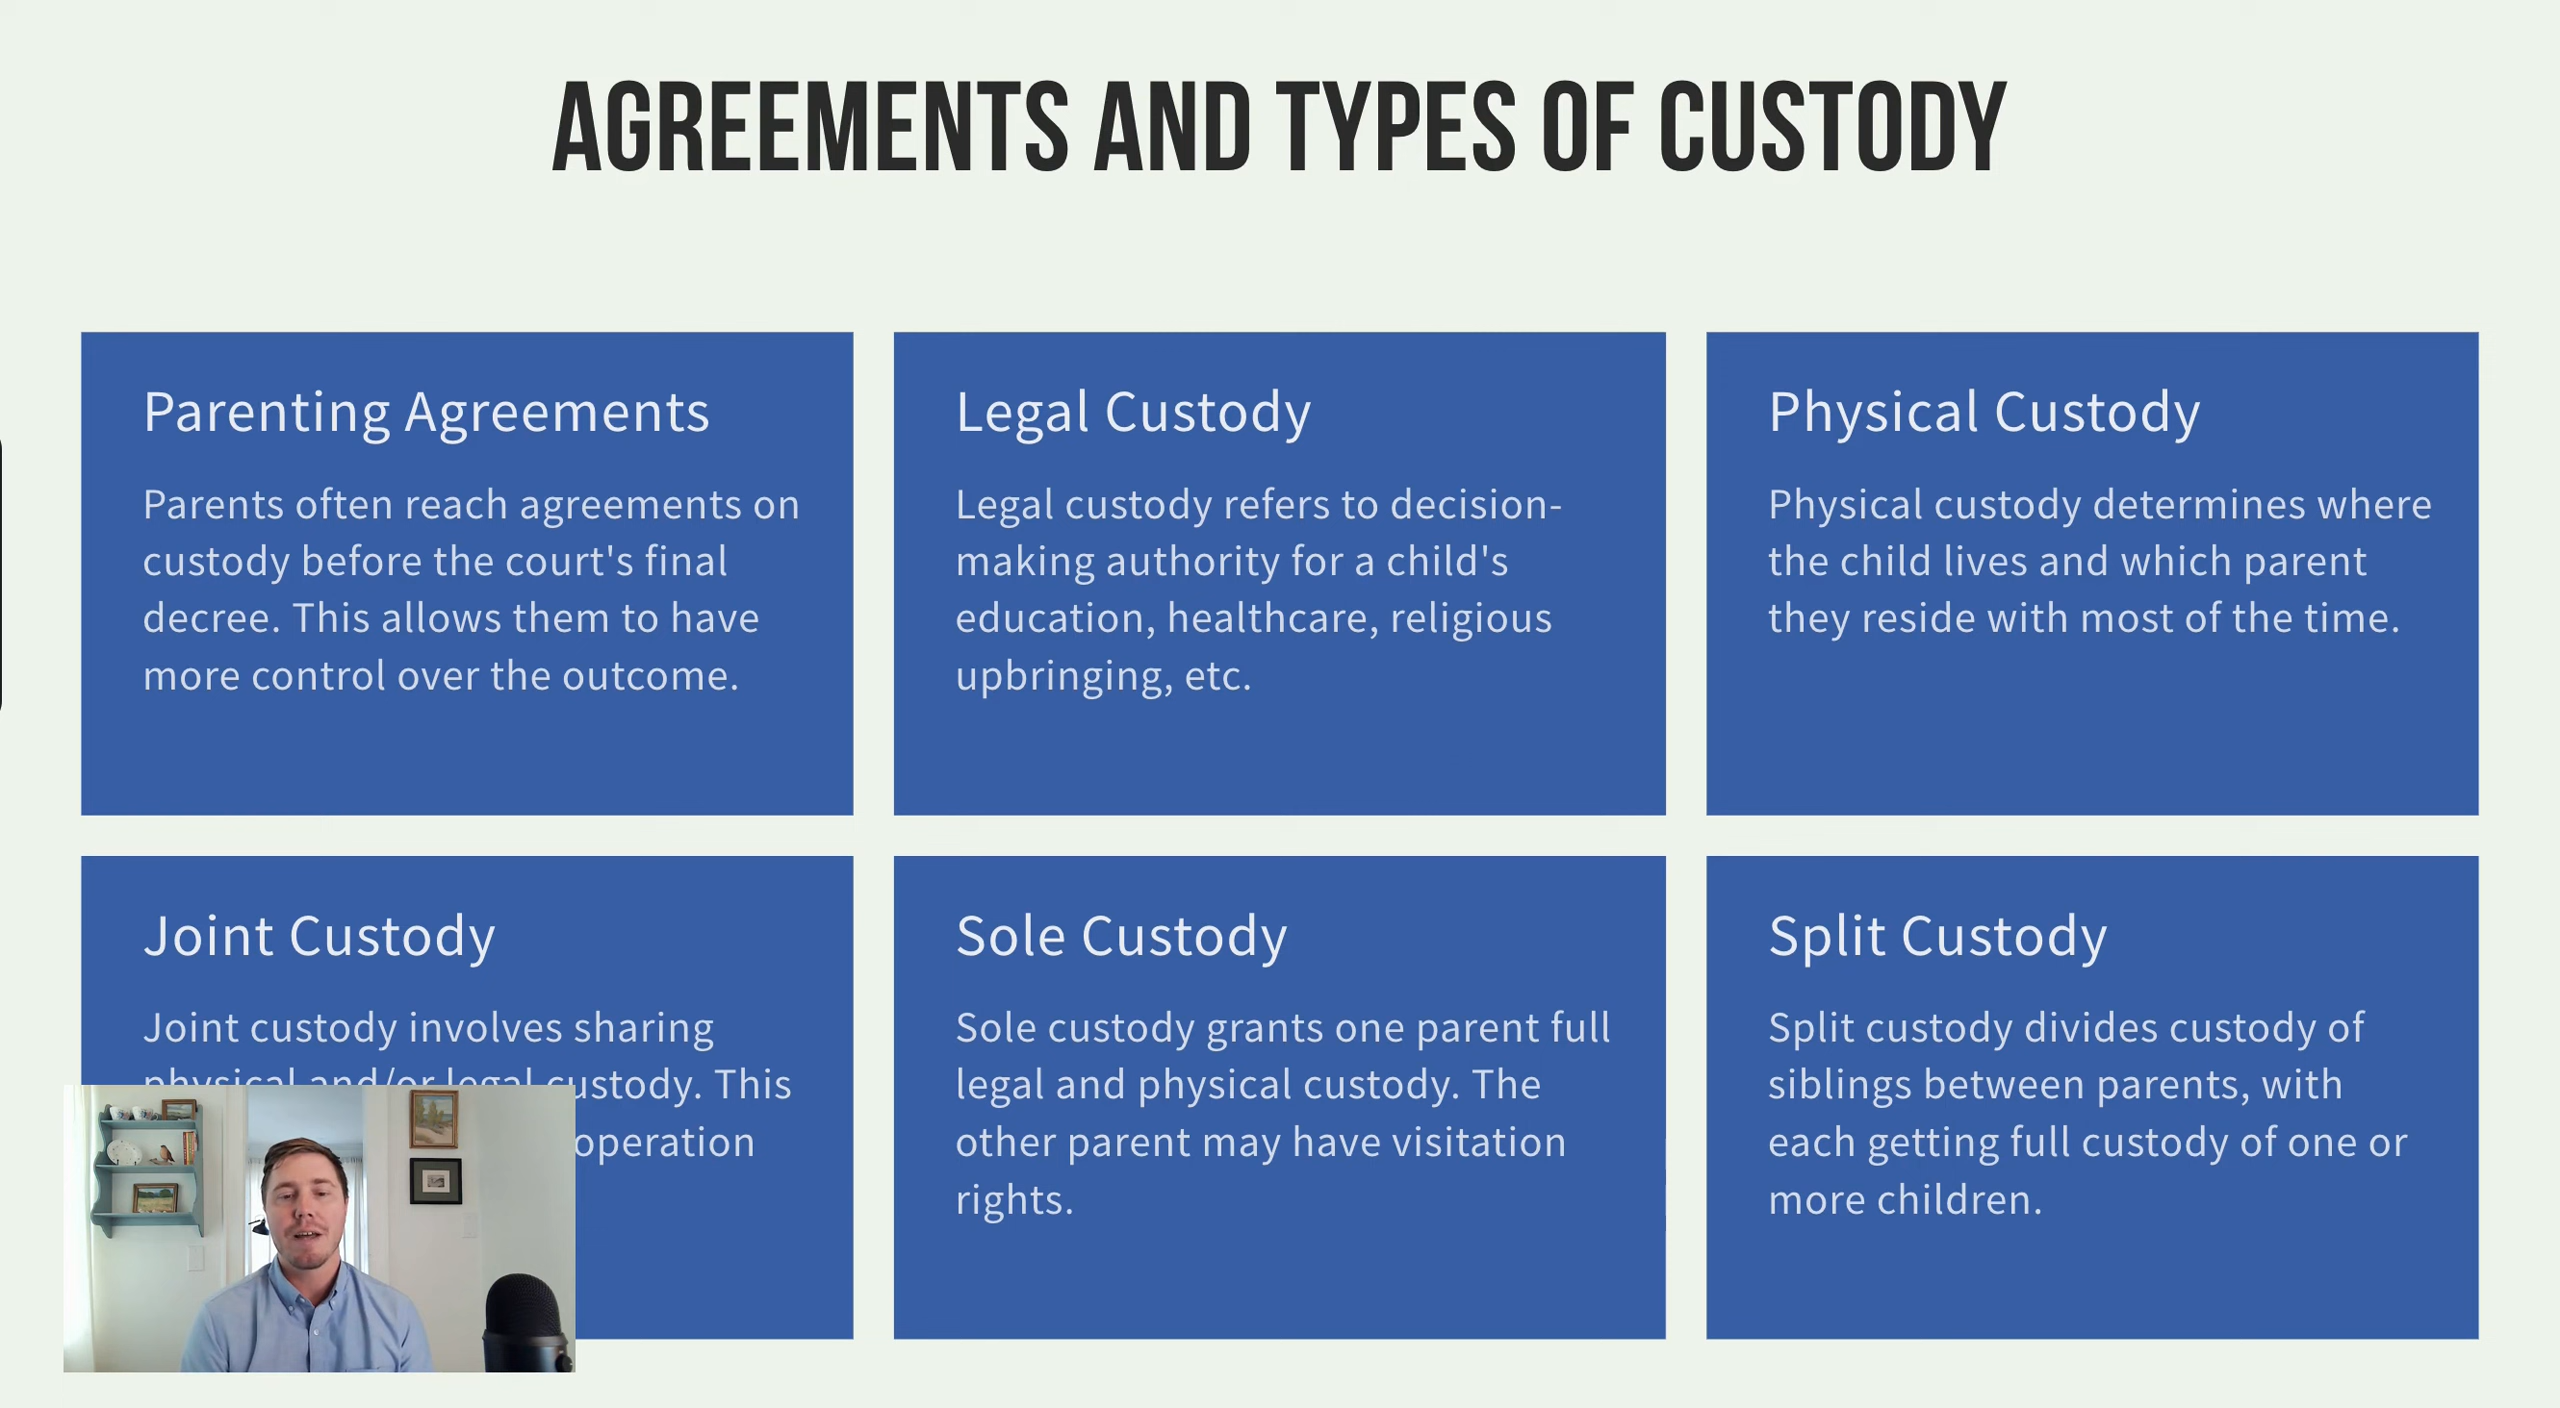 AGREEMENTS AND TYPES OF CUSTODY
Parenting Agreements
Parents often reach agreements on
custody before the court's final
decree. This allows them to have
more control over the outcome.
Legal Custody
Legal custody refers to decision-
making authority for a child's
education, healthcare, religious
upbringing, etc.
Physical Custody
Physical custody determines where
the child lives and which parent
they reside with most of the time.
Joint Custody
Joint custody involves sharing
physical and/or legal custody. This
operation
Sole Custody
Sole custody grants one parent full
legal and physical custody. The
other parent may have visitation
rights.
Split Custody
Split custody divides custody of
siblings between parents, with
each getting full custody of one or
more children.